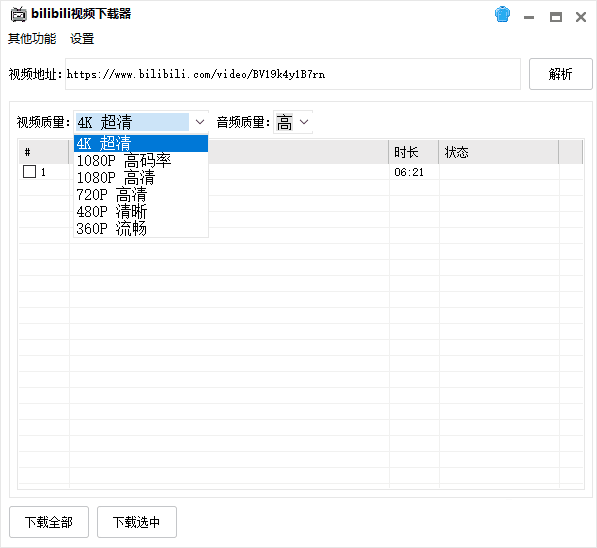 bilibili视频下载器
其他功能 设置
视频地址: https://www.bilibili.com/video/BV19k4y1B7rn 解析
视频质量: 4K 超清 音频质量: 高
# 时长 状态
4K 超清
1080P 高码率
1 06:21
1080P 高清
720P 高清
480P 清晰
360P 流畅
下载全部 下载选中